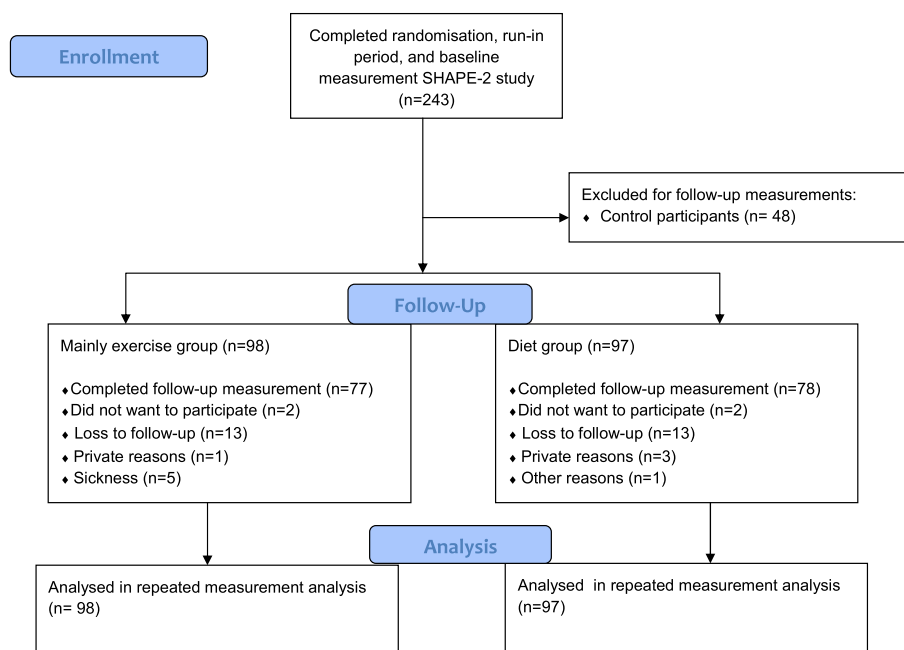 Enrollment
Completed randomisation, run-in
period, and baseline
measurement SHAPE-2 study
(n=243)
Excluded for follow-up measurements:
♦ Control participants (n= 48)
Follow-Up
Mainly exercise group (n=98)
♦Completed follow-up measurement (n=77)
♦Did not want to participate (n=2)
♦ Loss to follow-up (n=13)
♦ Private reasons (n=1)
♦ Sickness (n=5)
Diet group (n=97)
♦Completed follow-up measurement (n=78)
♦Did not want to participate (n=2)
♦ Loss to follow-up (n=13)
♦ Private reasons (n=3)
♦ Other reasons (n=1)
Analysis
Analysed in repeated measurement analysis
(n= 98)
Analysed in repeated measurement analysis
(n=97)